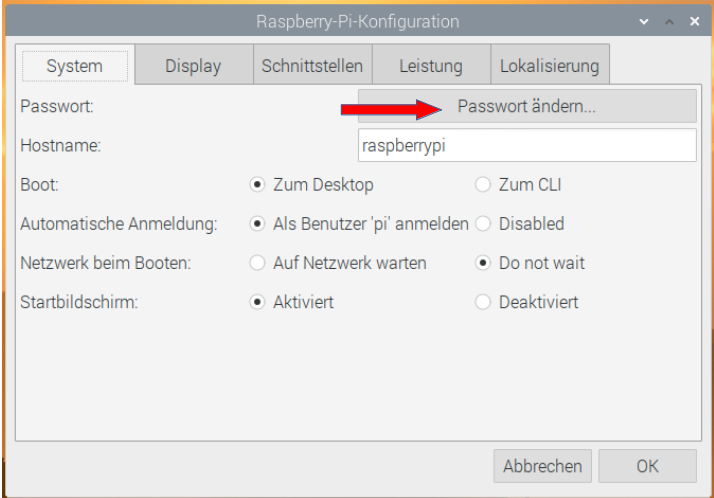 Raspberry-Pi-Konfiguration
System Display Schnittstellen Leistung Lokalisierung
Passwort: Passwort ändern...
Hostname: raspberrypi
Boot: Zum Desktop Zum CLI
Automatische Anmeldung: Als Benutzer 'pi' anmelden Disabled
Netzwerk beim Booten: Auf Netzwerk warten Do not wait
Startbildschirm: Aktiviert Deaktiviert
Abbrechen OK